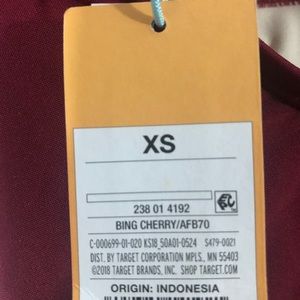 XS
238 01 4192
BING CHERRY/AFB70
C-000699-01-020 KS18_50A01-0524 S479-0021
DIST. BY TARGET CORPORATION MPLS, MN 55403
©2018 TARGET BRANDS, INC. SHOP TARGET.COM
ORIGIN: INDONESIA